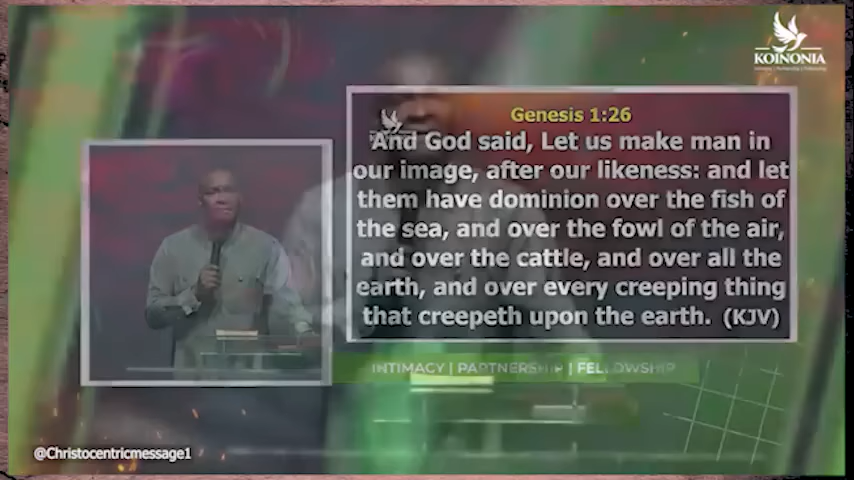 KOINONIA
Genesis 1:26
And God said, Let us make man in
our image, after our likeness: and let
them have dominion over the fish of
the sea, and over the fowl of the air,
and over the cattle, and over all the
earth, and over every creeping thing
that creepeth upon the earth. (KJV)
INTIMACY | PARTNERSHIP | FELLOWSHIP
@Christocentricmessage1